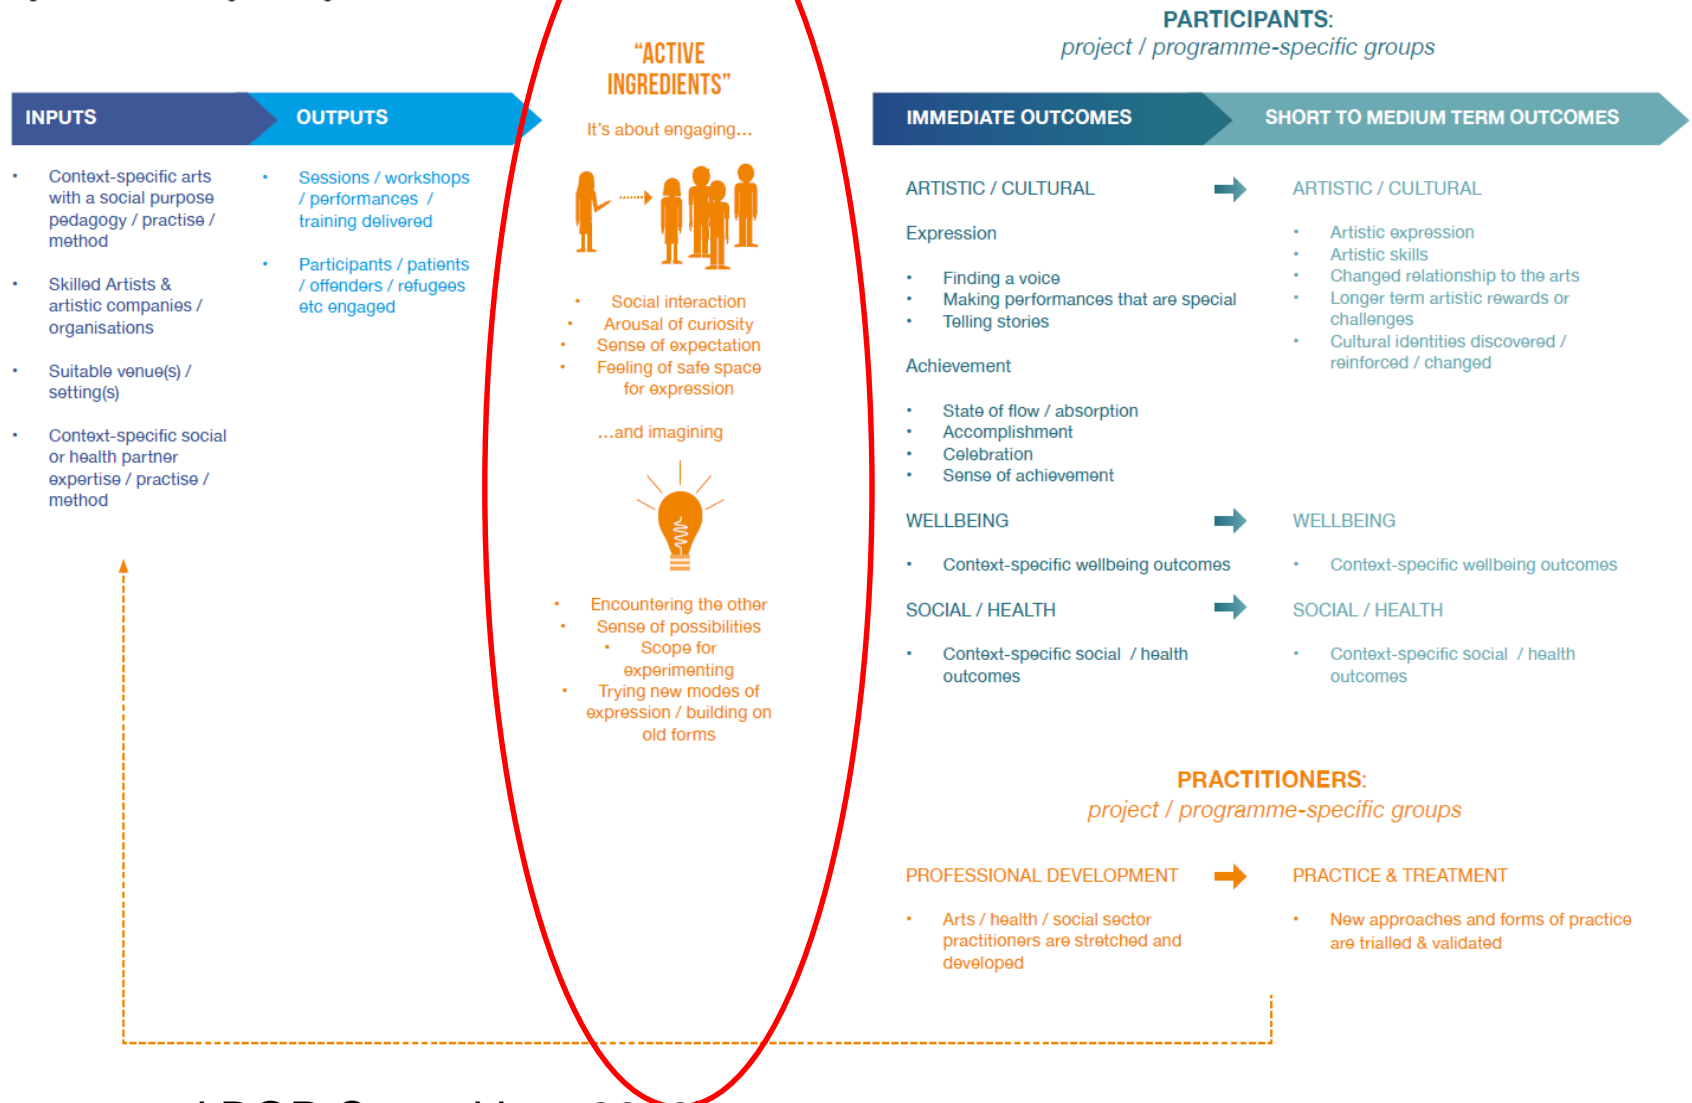 INPUTS
• Context-specific arts
with a social purpose
pedagogy / practise /
method
• Skilled Artists &
artistic companies /
organisations
• Suitable venue(s) /
setting(s)
• Context-specific social
or health partner
expertise / practise /
method
OUTPUTS
• Sessions / workshops
/ performances /
training delivered
• Participants / patients
/ offenders / refugees
etc engaged
“ACTIVE
INGREDIENTS”
It’s about engaging…
• Social interaction
• Arousal of curiosity
• Sense of expectation
• Feeling of safe space
for expression
…and imagining
• Encountering the other
• Sense of possibilities
• Scope for
experimenting
• Trying new modes of
expression / building on
old forms
PARTICIPANTS:
project / programme-specific groups
IMMEDIATE OUTCOMES
ARTISTIC / CULTURAL
Expression
• Finding a voice
• Making performances that are special
• Telling stories
Achievement
• State of flow / absorption
• Accomplishment
• Celebration
• Sense of achievement
WELLBEING
• Context-specific wellbeing outcomes
SOCIAL / HEALTH
• Context-specific social / health
outcomes
SHORT TO MEDIUM TERM OUTCOMES
ARTISTIC / CULTURAL
• Artistic expression
• Artistic skills
• Changed relationship to the arts
• Longer term artistic rewards or
challenges
• Cultural identities discovered /
reinforced / changed
WELLBEING
• Context-specific wellbeing outcomes
SOCIAL / HEALTH
• Context-specific social / health
outcomes
PRACTITIONERS:
project / programme-specific groups
PROFESSIONAL DEVELOPMENT
• Arts / health / social sector
practitioners are stretched and
developed
PRACTICE & TREATMENT
• New approaches and forms of practice
are trialled & validated